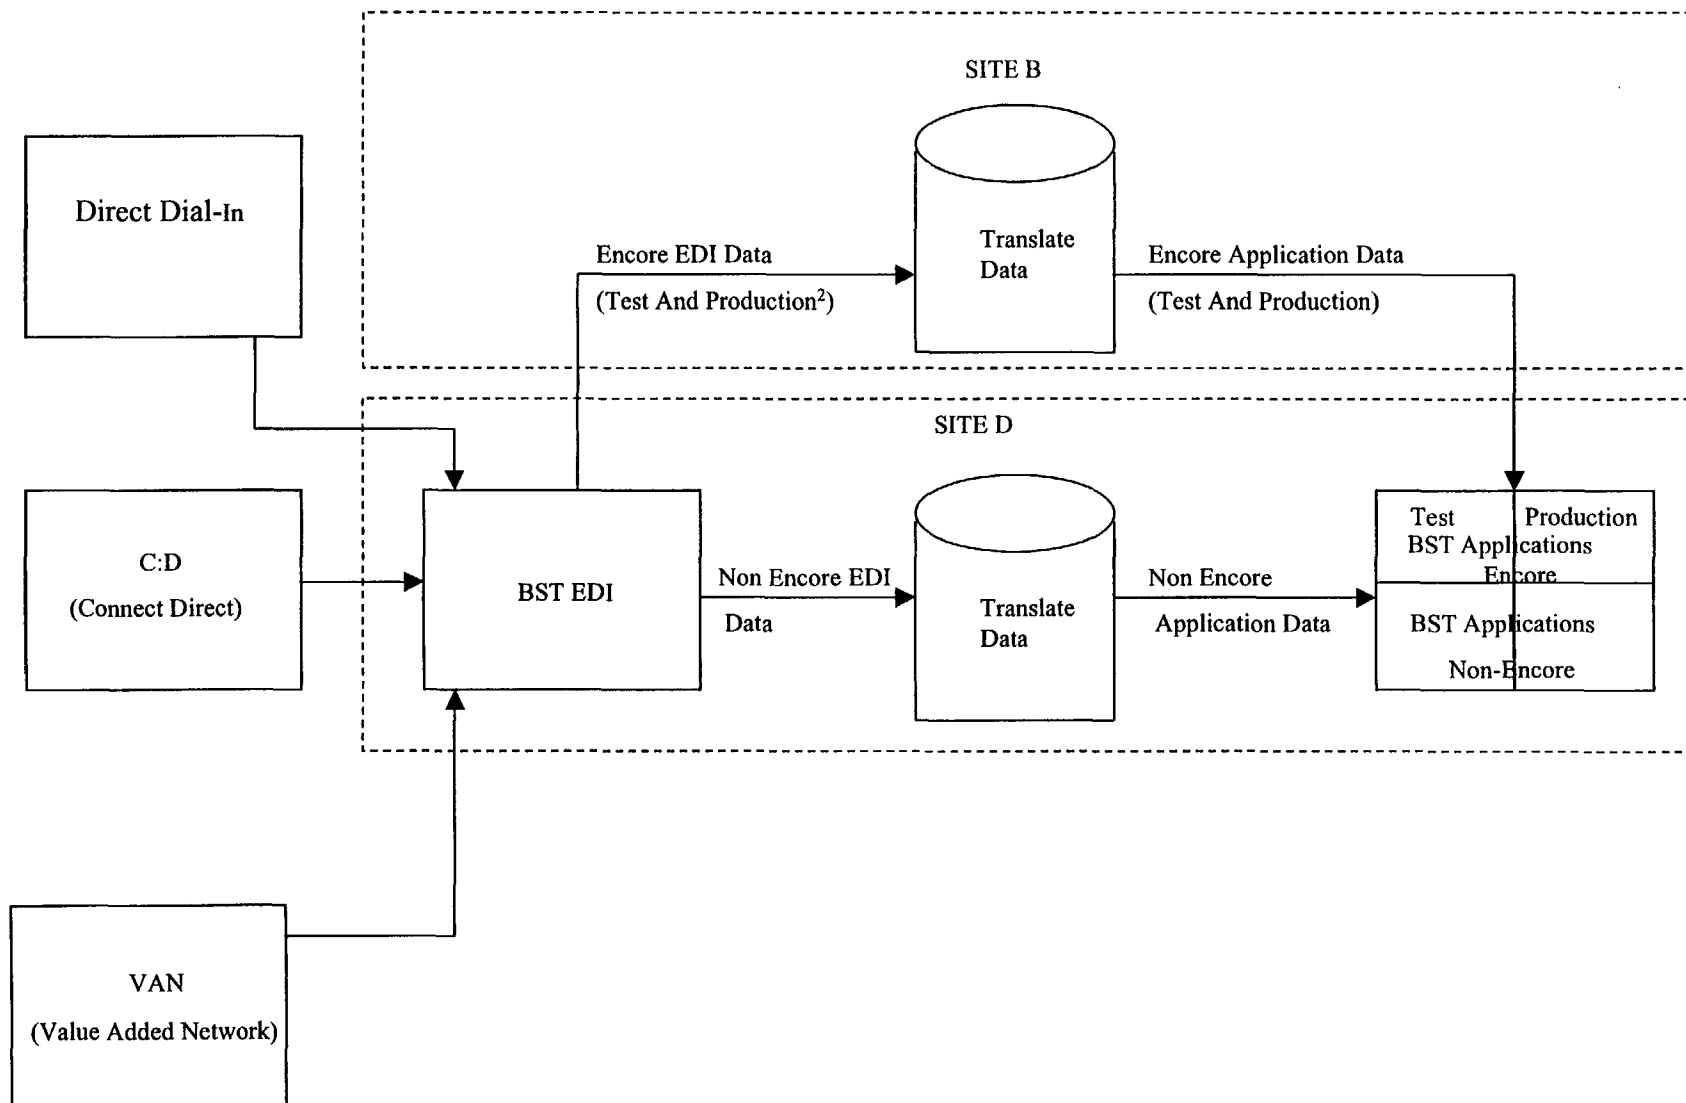 SITE B
Direct Dial-In
Translate
Data
Encore EDI Data
(Test And Production²)
Encore Application Data
(Test And Production)
SITE D
C:D
(Connect Direct)
BST EDI
Non Encore EDI
Data
Translate
Data
Non Encore
Application Data
Test
Production
BST Applications
Encore
BST Applications
Non-Encore
VAN
(Value Added Network)